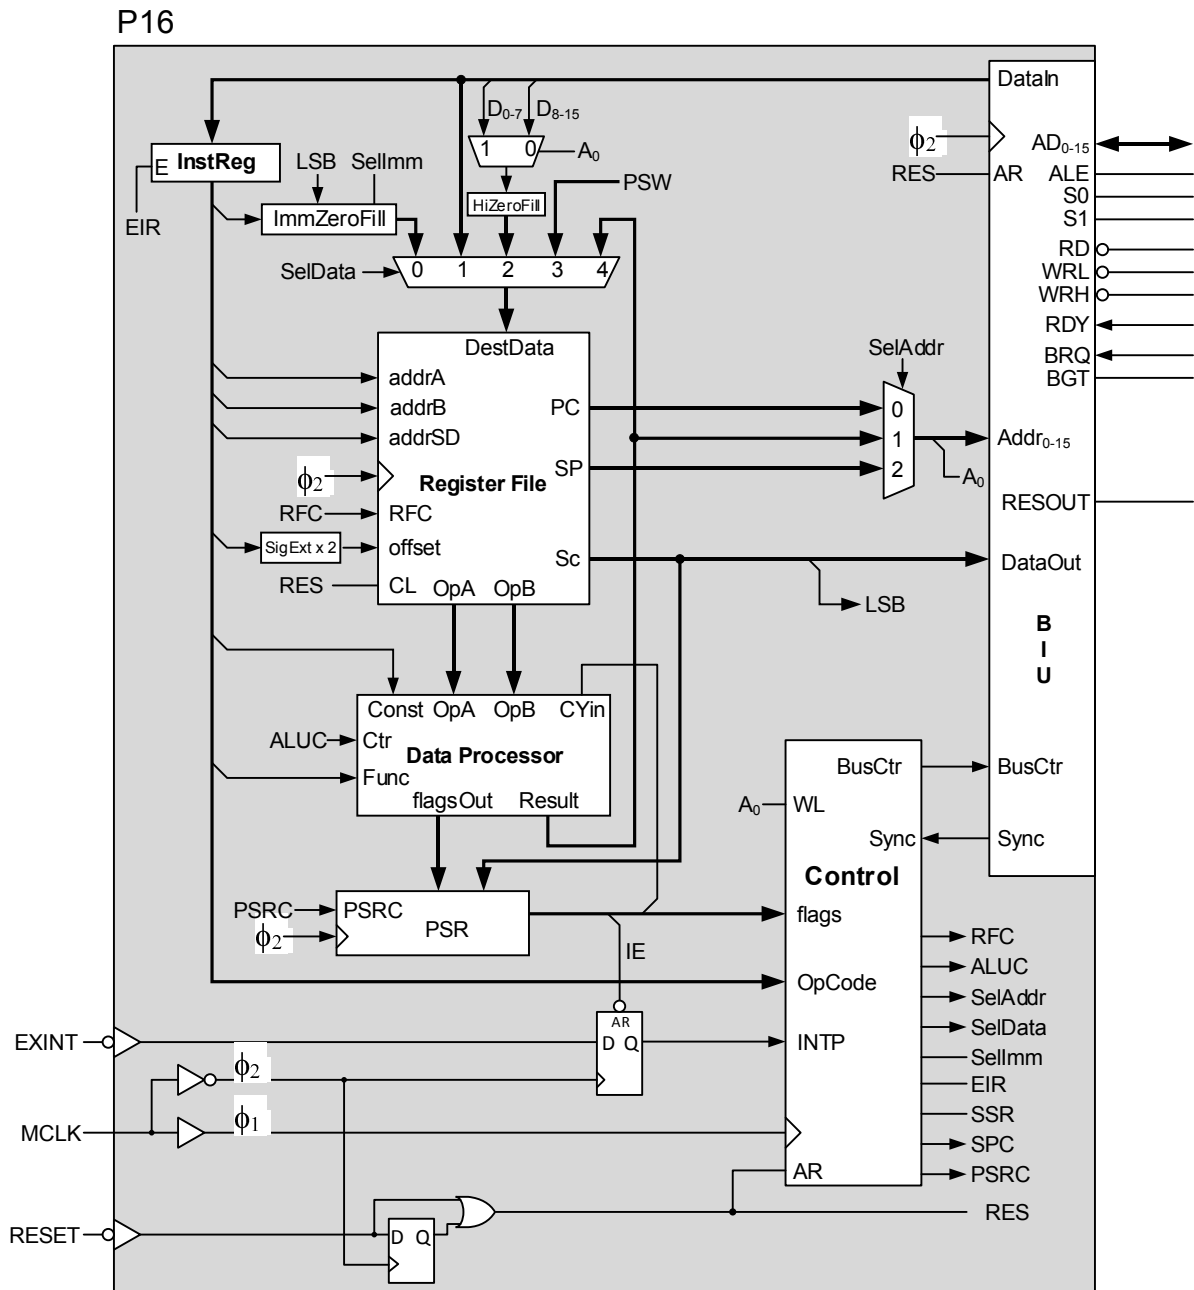 P16
DataIn
D0-7 D8-15
ϕ2
AD0-15
1 0
A0
InstReg
E
LSB
SelImm
RES
AR
ALE
PSW
S0
HiZeroFill
ImmZeroFill
S1
EIR
RD
SelData
0 1 2 3 4
WRL
WRH
RDY
DestData
SelAddr
BRQ
addrA
BGT
addrB
PC
0
addrSD
1
Addr0-15
ϕ2
Register File
SP
2
A0
RFC
RFC
RESOUT
SigExt x 2
offset
Sc
DataOut
RES
CL
OpA
OpB
LSB
B
I
U
Const OpA OpB CYin
ALUC
Ctr
Data Processor
BusCtr
BusCtr
Func
flagsOut
Result
A0
WL
Sync
Sync
Control
PSRC
PSRC
PSR
flags
ϕ2
IE
RFC
ALUC
OpCode
SelAddr
AR
SelData
EXINT
D Q
INTP
SelImm
ϕ2
EIR
SSR
ϕ1
MCLK
SPC
AR
PSRC
RES
RESET
D Q